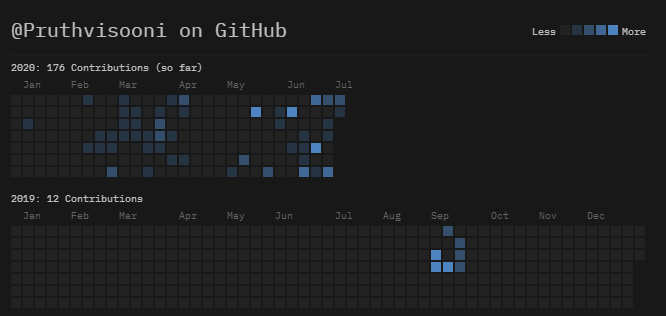 @Pruthvisooni on GitHub
Less More
2020: 176 Contributions (so far)
Jan Feb Mar Apr May Jun Jul
2019: 12 Contributions
Jan Feb Mar Apr May Jun Jul Aug Sep Oct Nov Dec